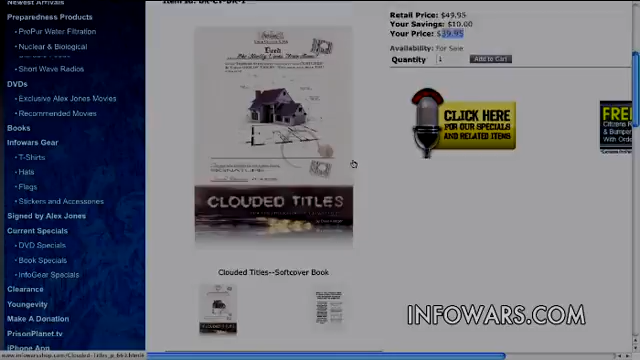 Newest Arrivals
Preparedness Products
• ProPur Water Filtration
• Nuclear & Biological
• Short Wave Radios
DVDs
• Exclusive Alex Jones Movies
• Recommended Movies
Books
Infowars Gear
• T-Shirts
• Hats
• Flags
• Stickers and Accessories
Signed by Alex Jones
Current Specials
• DVD Specials
• Book Specials
• InfoGear Specials
Clearance
Youngevity
Make A Donation
PrisonPlanet.tv
iPhone App
Retail Price: $49.95
Your Savings: $10.00
Your Price: $39.95
Availability: For Sale
Quantity 1 Add to Cart
CLICK HERE
FOR OUR SPECIALS
AND RELATED ITEMS
FREE
Deed
CLOUDED TITLES
Clouded Titles--Softcover Book
INFOWARS.COM